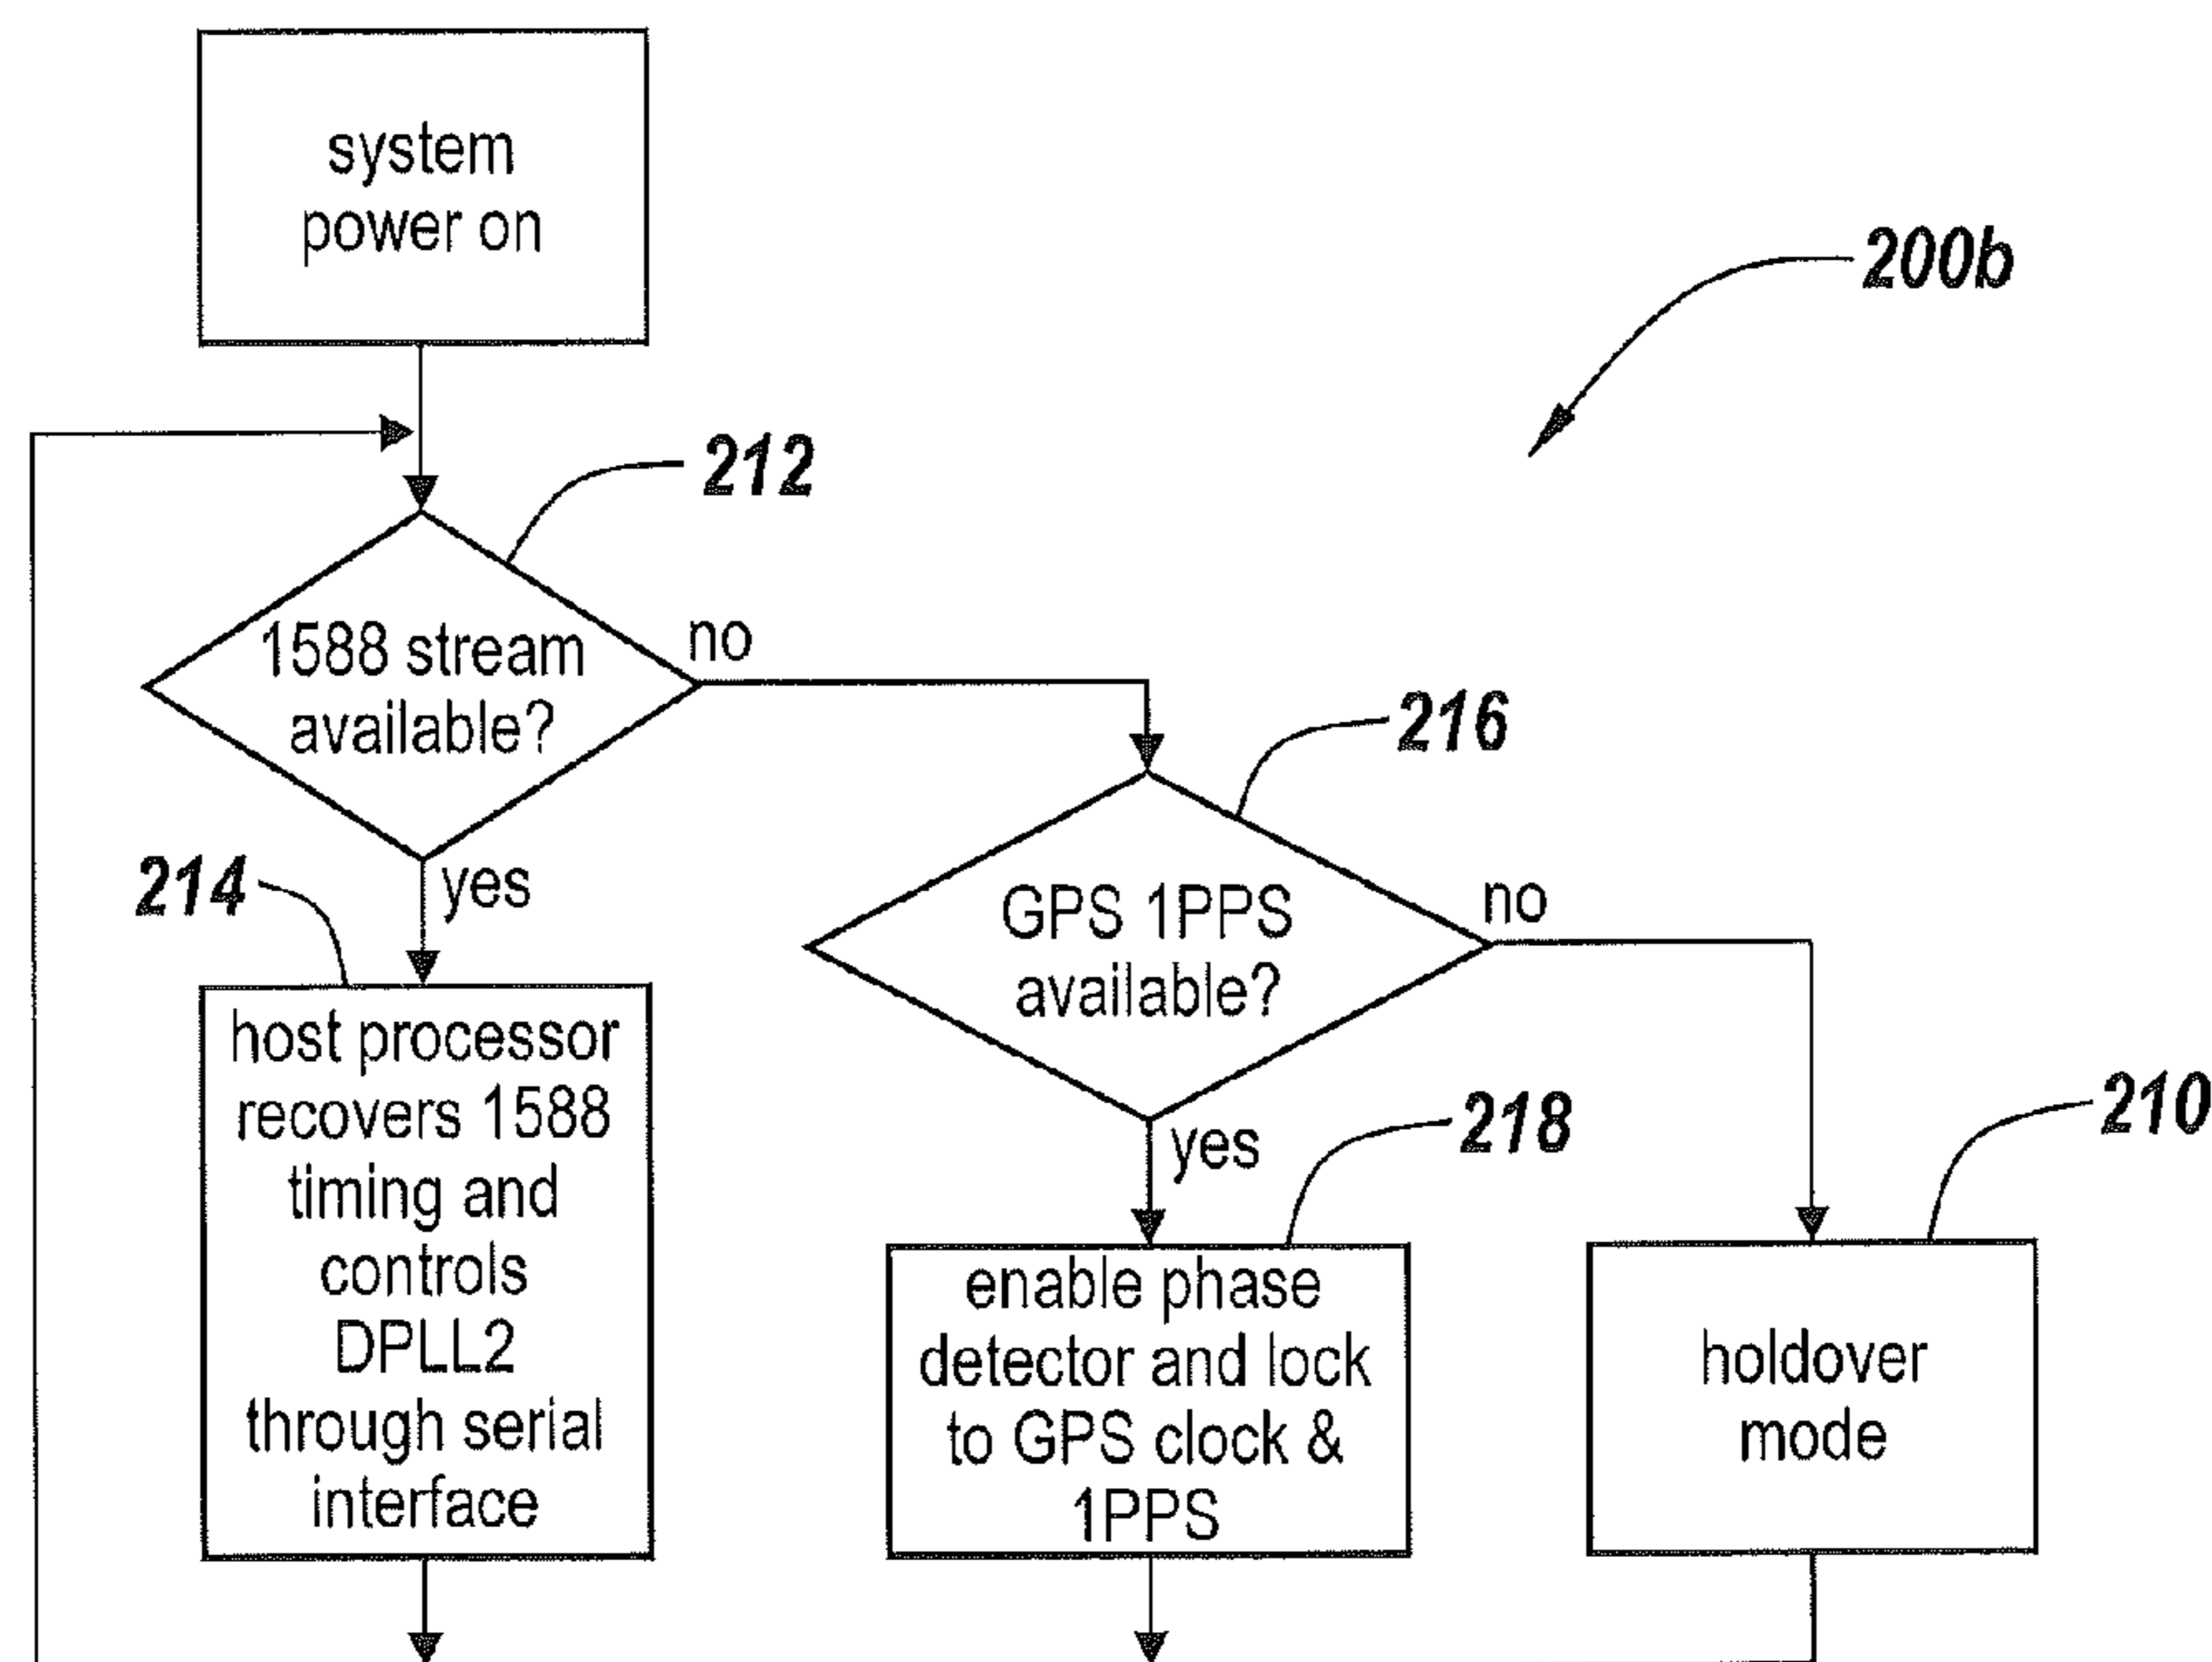 system
power on
200b
212
1588 stream
available?
no
216
214
yes
GPS 1PPS
available?
no
host processor
recovers 1588
timing and
controls
DPLL2
through serial
interface
yes
218
210
enable phase
detector and lock
to GPS clock &
1PPS
holdover
mode